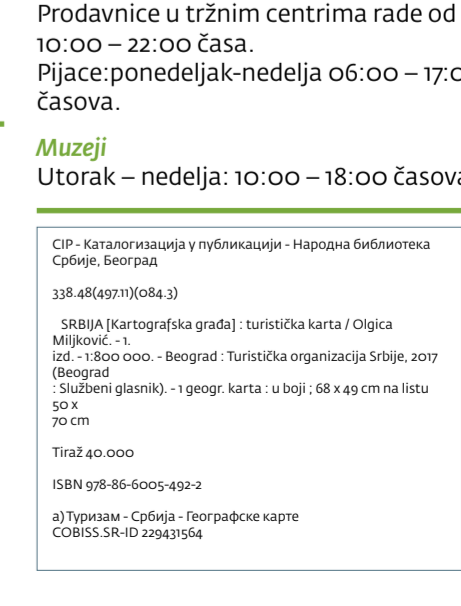 Prodavnice u tržnim centrima rade od
10:00 – 22:00 časa.
Pijace:ponedeljak-nedelja 06:00 – 17:0
časova.
Muzeji
Utorak – nedelja: 10:00 – 18:00 časova
CIP - Каталогизација у публикацији - Народна библиотека
Србије, Београд
338.48(497.11)(084.3)
SRBIJA [Kartografska građa] : turistička karta / Olgica
Miljković. - 1.
izd. - 1:800 000. - Beograd : Turistička organizacija Srbije, 2017
(Beograd
: Službeni glasnik). - 1 geogr. karta : u boji ; 68 x 49 cm na listu
50 x
70 cm
Tiraž 40.000
ISBN 978-86-6005-492-2
a) Туризам - Србија - Географске карте
COBISS.SR-ID 229431564